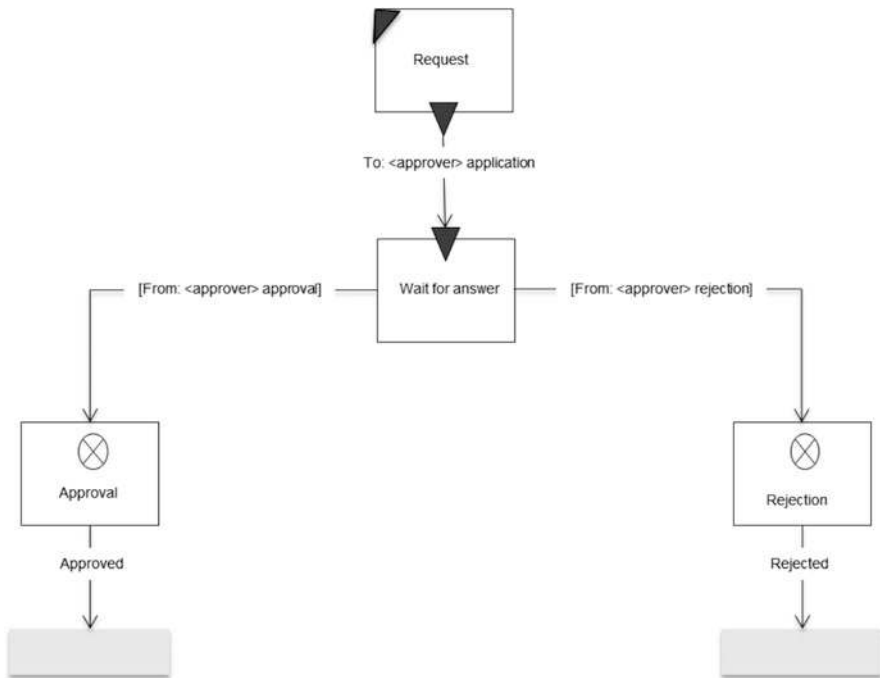 Request
To: <approver> application
[From: <approver> approval]
Wait for answer
[From: <approver> rejection]
Approval
Rejection
Approved
Rejected